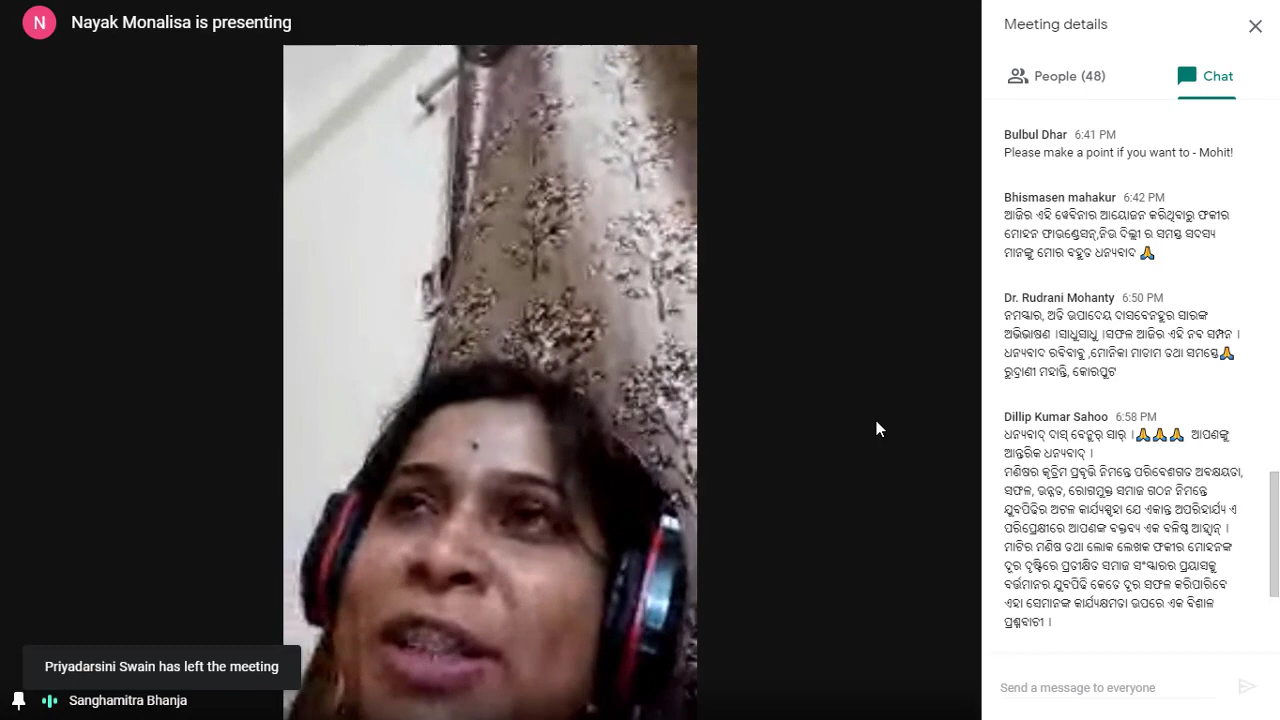 N Nayak Monalisa is presenting
Meeting details
People (48)
Chat
Bulbul Dhar 6:41 PM
Please make a point if you want to - Mohit!
Bhismasen mahakur 6:42 PM
ଆଜିର ଏହି ୱେବିନାର ଆୟୋଜନ କରିଥିବାରୁ ଫକୀର
ମୋହନ ଫାଉଣ୍ଡେସନ୍,ନିଉ ଦିଲ୍ଲୀ ର ସମସ୍ତ ସଦସ୍ୟ
ମାନଙ୍କୁ ମୋର ବହୁତ ଧନ୍ୟବାଦ 🙏
Dr. Rudrani Mohanty 6:50 PM
ନମସ୍କାର, ଅତି ଉପାଦେୟ ଦାସବେନହୁର ସାରଙ୍କ
ଅଭିଭାଷଣ ।ସାଧୁସାଧୁ ।ସଫଳ ଆଜିର ଏହି ନବ ସମ୍ପନ ।
ଧନ୍ୟବାଦ ରବିବାବୁ ,ମୋନିକା ମାଡାମ ତଥା ସମସ୍ତେ🙏
ରୁଦ୍ରାଣୀ ମହାନ୍ତି, କୋରାପୁଟ
Dillip Kumar Sahoo 6:58 PM
ଧନ୍ୟବାଦ୍ ଦାସ୍ ବେନୁର୍ ସାର୍ ।🙏🙏🙏 ଆପଣଙ୍କୁ
ଆନ୍ତରିକ ଧନ୍ୟବାଦ୍ ।
ମଣିଷର କୃତ୍ରିମ ପ୍ରବୃତ୍ତି ନିମନ୍ତେ ପରିବେଶଗତ ଅବକ୍ଷୟତା,
ସଫଳ, ଉନ୍ନତ, ରୋଗମୁକ୍ତ ସମାଜ ଗଠନ ନିମନ୍ତେ
ଯୁବପିଢିର ଅଟଳ କାର୍ଯ୍ୟସ୍ପୃହା ଯେ ଏକାନ୍ତ ଅପରିହାର୍ଯ୍ୟ ଏ
ପରିପ୍ରେକ୍ଷୀରେ ଆପଣଙ୍କ ବକ୍ତବ୍ୟ ଏକ ବଳିଷ୍ଠ ଆହ୍ୱାନ୍ ।
ମାଟିର ମଣିଷ ତଥା ଲୋକ ଲେଖକ ଫକୀର ମୋହନଙ୍କ
ଦୂର ଦୃଷ୍ଟିରେ ପ୍ରତୀକ୍ଷିତ ସମାଜ ସଂସ୍କାରର ପ୍ରୟାସକୁ
ବର୍ତ୍ତମାନର ଯୁବପିଢି କେତେ ଦୂର ସଫଳ କରିପାରିବେ
ଏହା ସେମାନଙ୍କ କାର୍ଯ୍ୟକ୍ଷମତା ଉପରେ ଏକ ବିଶାଳ
ପ୍ରଶ୍ନବାଚୀ ।
Priyadarsini Swain has left the meeting
Sanghamitra Bhanja
Send a message to everyone